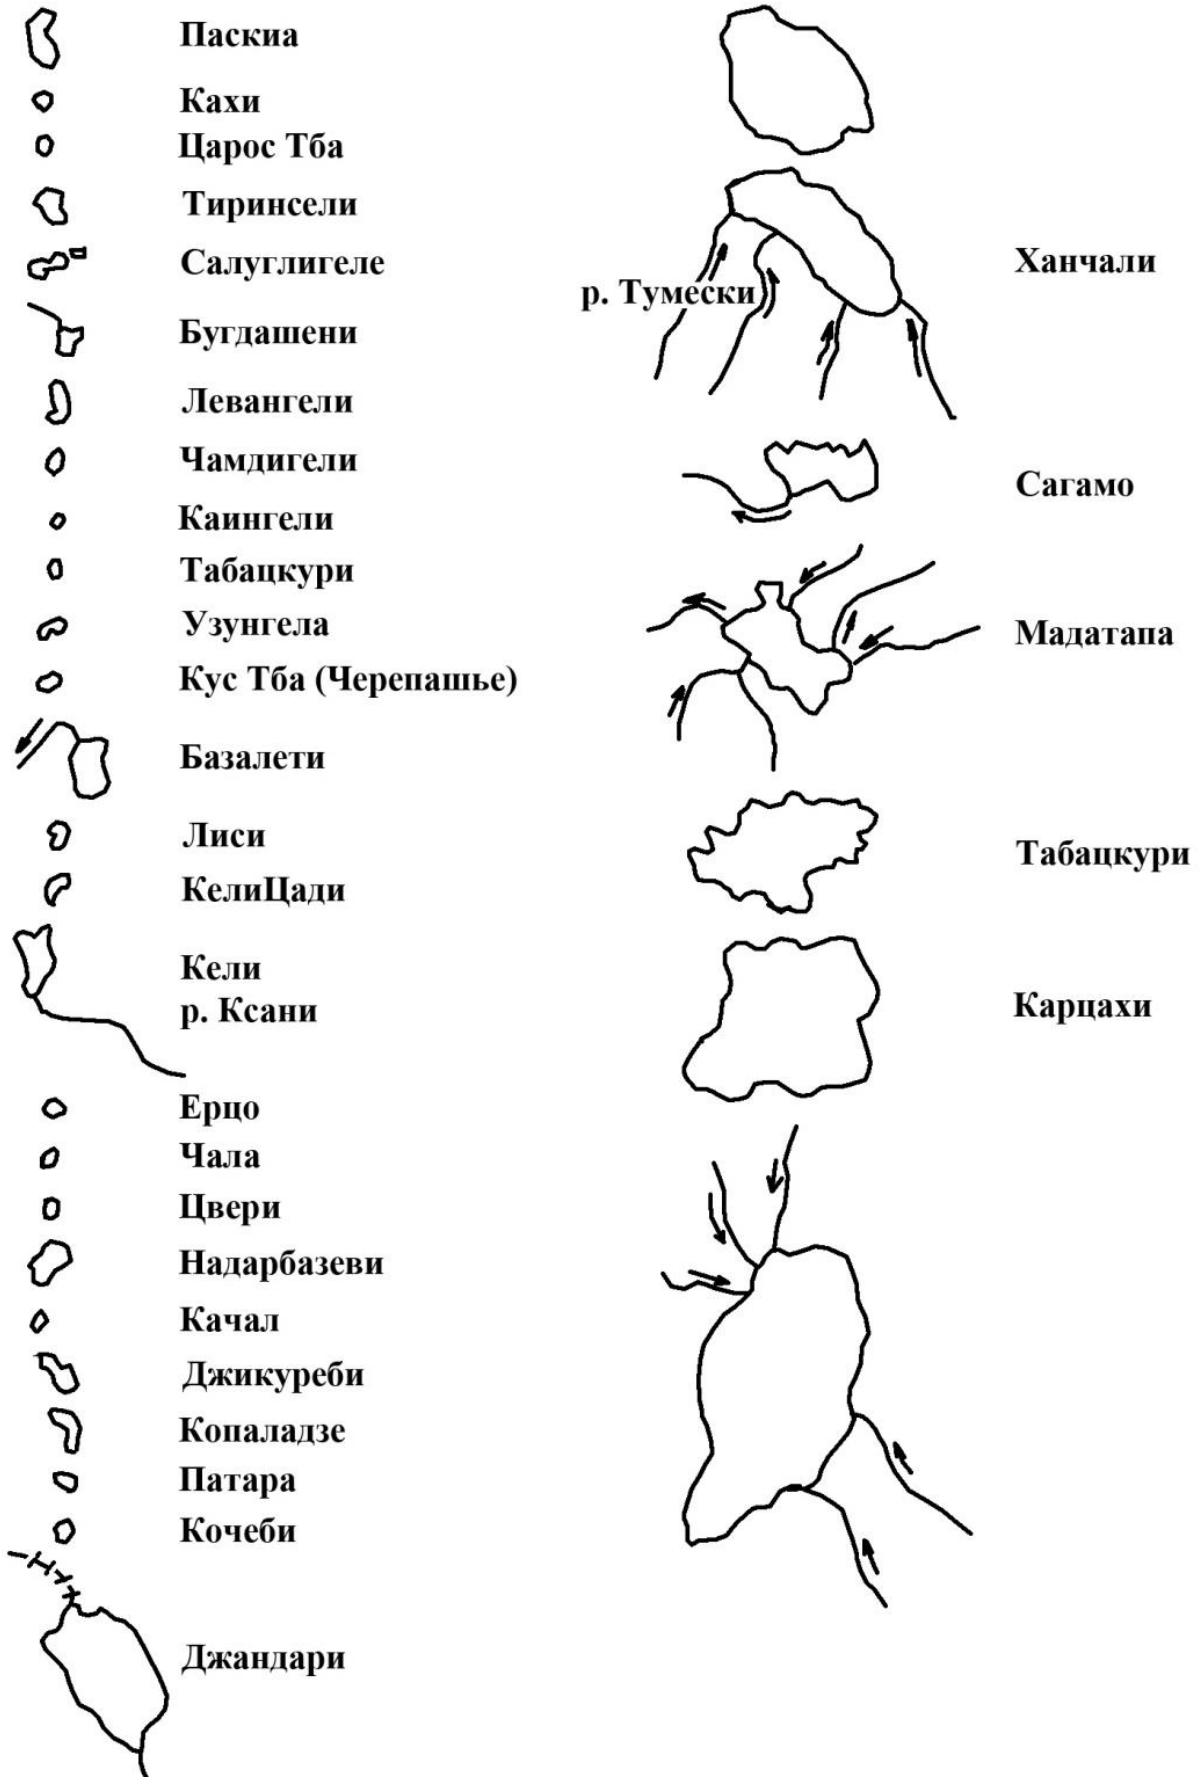 Паскиа
Кахи
Царос Тба
Тиринсели
Салуглигеле
Бугдашени
Левангели
Чамдигели
Каингели
Табацкури
Узунгела
Кус Тба (Черепашье)
Базалети
Лиси
КелиЦади
Кели
р. Ксани
Ерцо
Чала
Цвери
Надарбазеви
Качал
Джикуреби
Копаладзе
Патара
Кочеби
Джандари
Ханчали
р. Тумески
Сагамо
Мадатапа
Табацкури
Карцахи